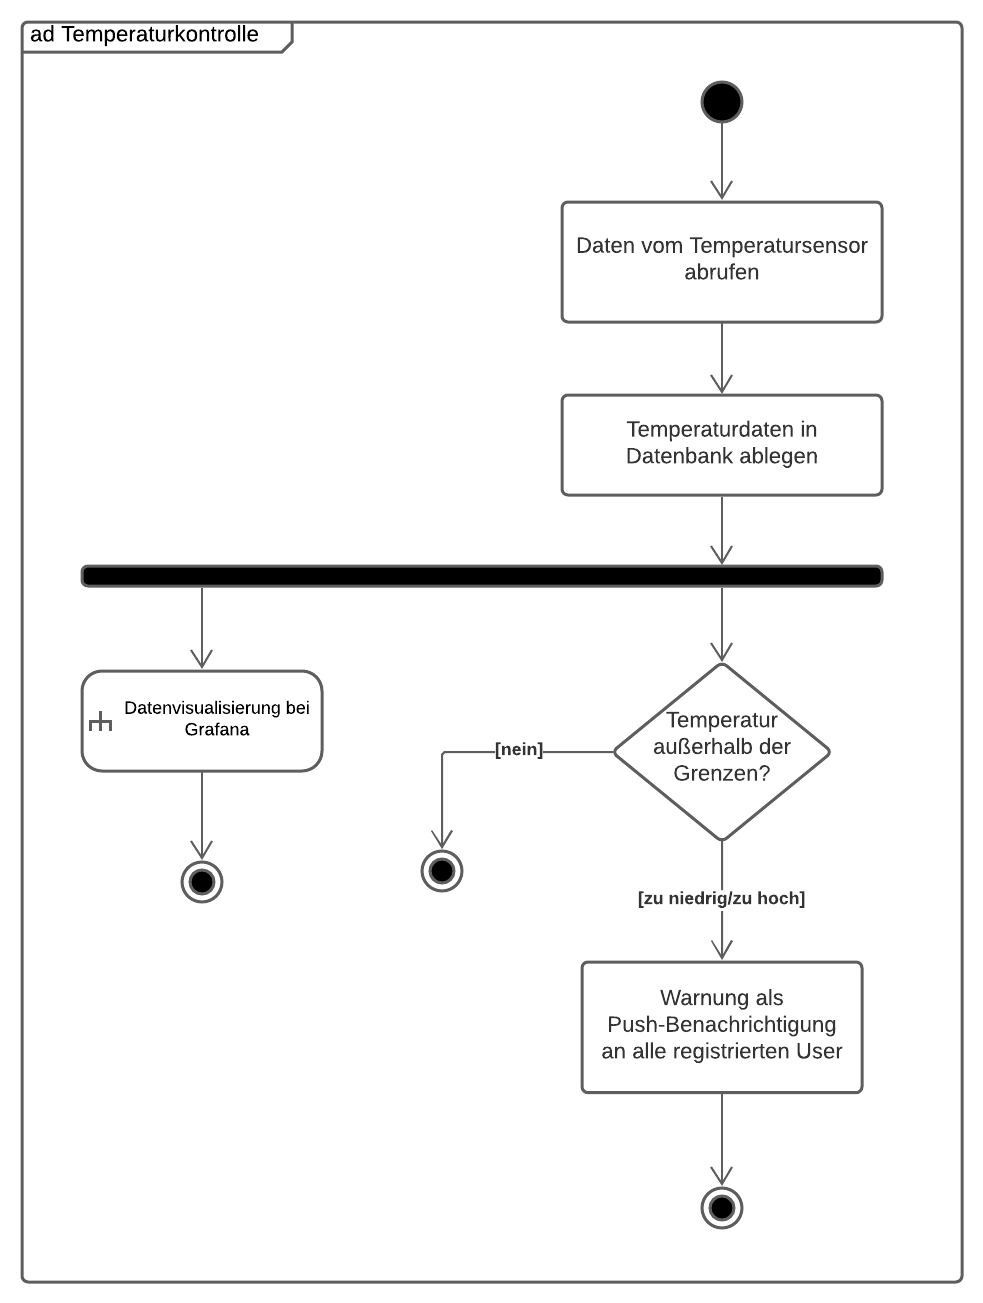 ad Temperaturkontrolle
Daten vom Temperatursensor
abrufen
Temperaturdaten in
Datenbank ablegen
Datenvisualisierung bei
Grafana
Temperatur
außerhalb der
Grenzen?
[nein]
[zu niedrig/zu hoch]
Warnung als
Push-Benachrichtigung
an alle registrierten User